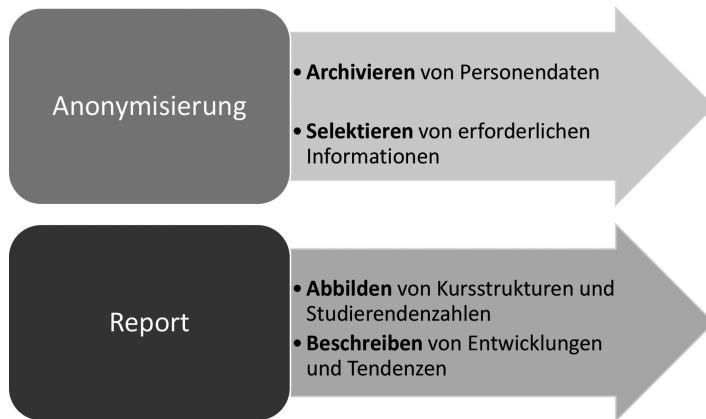 Anonymisierung
• Archivieren von Personendaten
• Selektieren von erforderlichen
Informationen
Report
• Abbilden von Kursstrukturen und
Studierendenzahlen
• Beschreiben von Entwicklungen
und Tendenzen